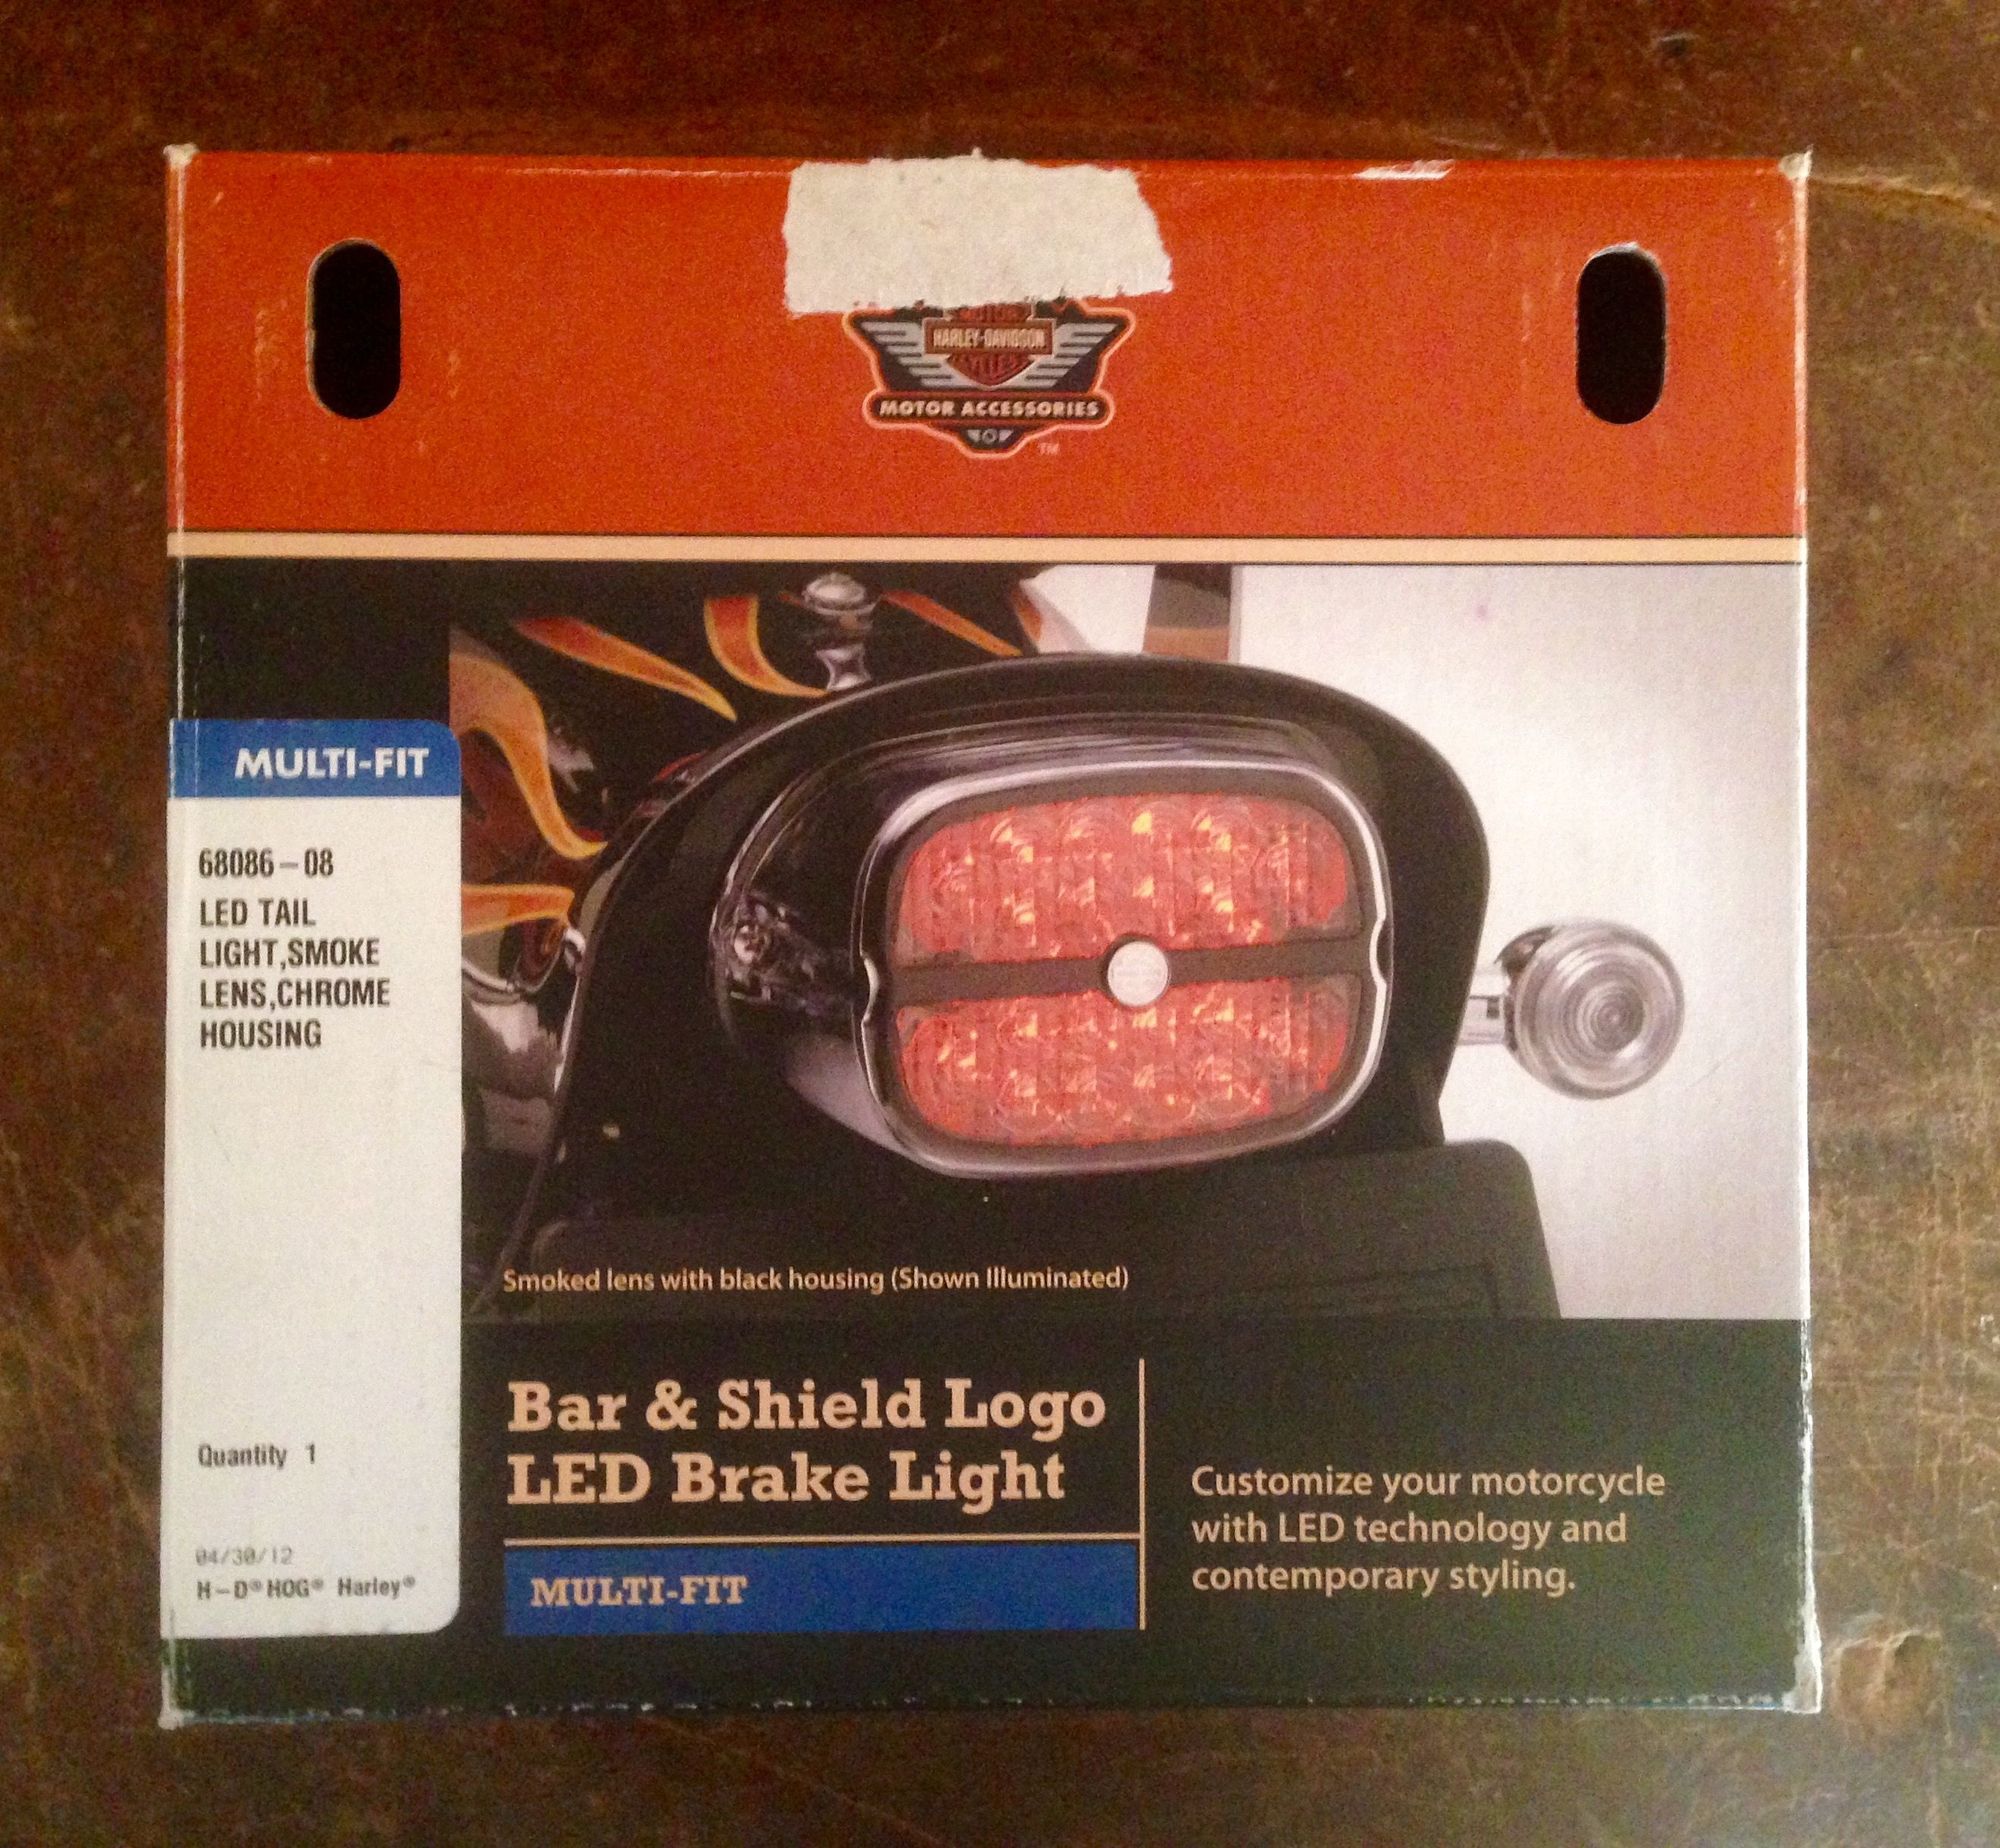 MOTOR
HARLEY-DAVIDSON
CYCLES
MOTOR ACCESSORIES
TM
MULTI-FIT
68086-08
LED TAIL
LIGHT,SMOKE
LENS,CHROME
HOUSING
Quantity 1
04/30/12
H-D® HOG® Harley®
Smoked lens with black housing (Shown Illuminated)
Bar & Shield Logo
LED Brake Light
MULTI-FIT
Customize your motorcycle
with LED technology and
contemporary styling.